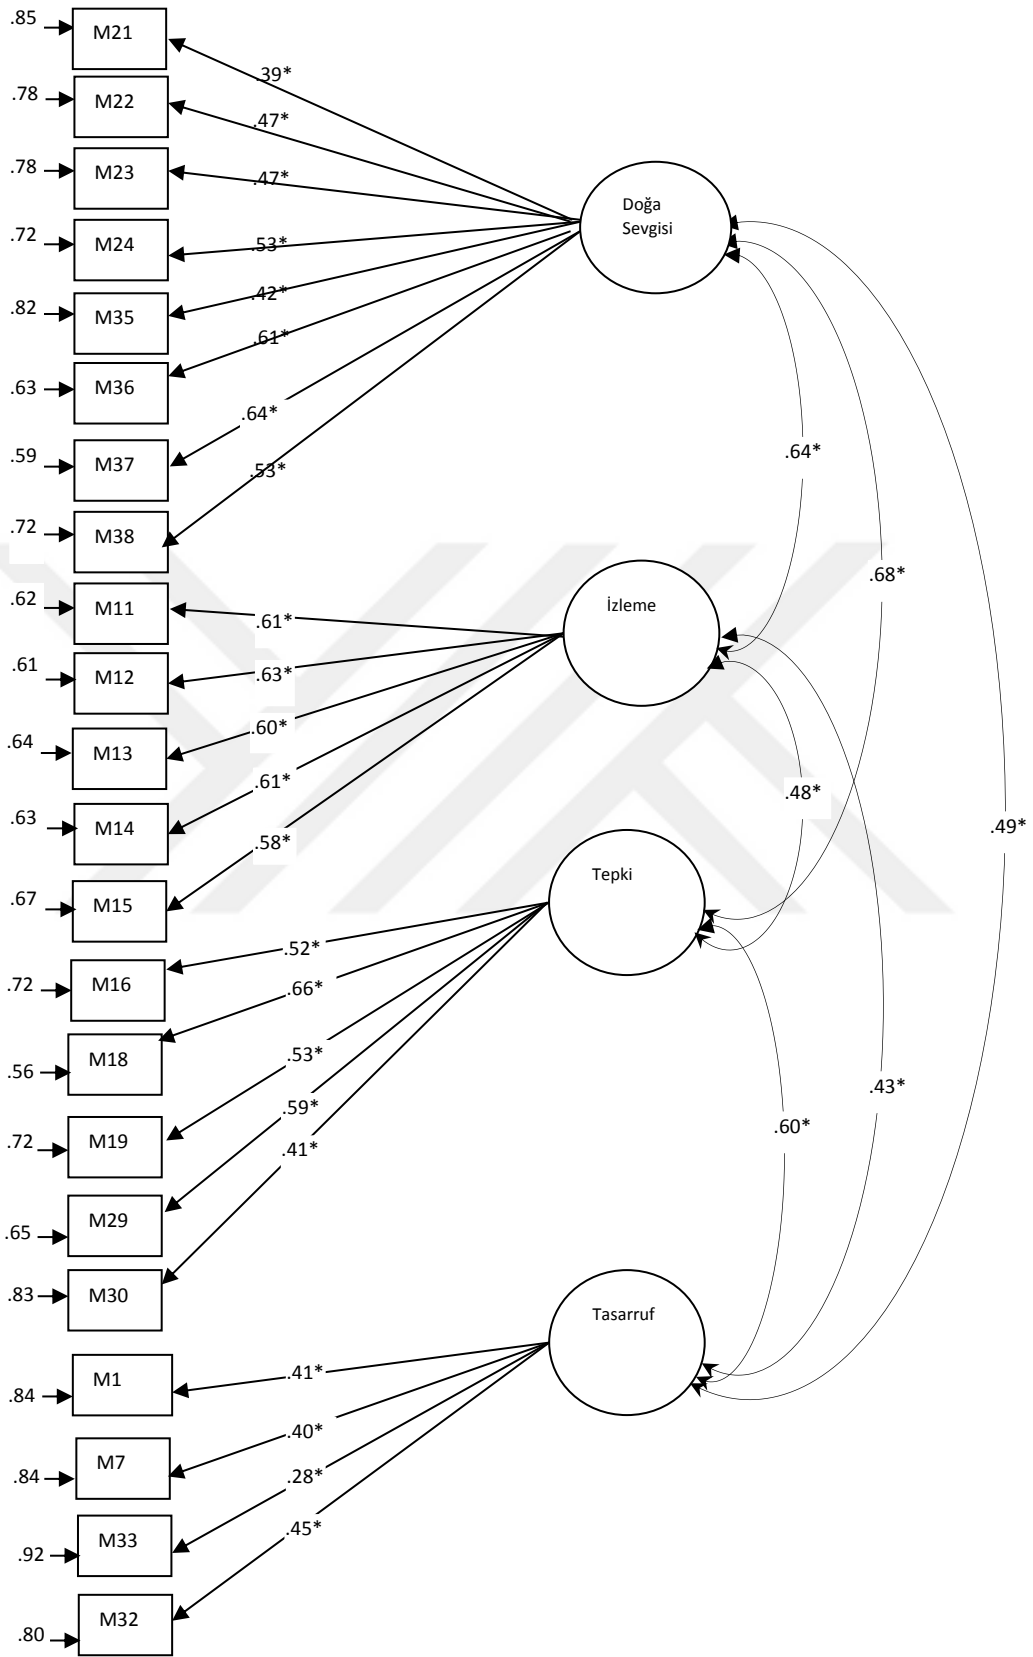 .85
M21
.39*
.78
M22
.47*
.78
M23
.47*
.72
M24
.53*
.82
M35
.42*
.63
M36
.61*
.59
M37
.64*
.72
M38
.53*
Doğa
Sevgisi
.64*
.68*
.49*
.62
M11
.61*
.61
M12
.63*
.64
M13
.60*
.63
M14
.61*
.67
M15
.58*
İzleme
.48*
.43*
.72
M16
.52*
.56
M18
.66*
.72
M19
.53*
.65
M29
.59*
.83
M30
.41*
Tepki
.60*
.84
M1
.41*
.84
M7
.40*
.92
M33
.28*
.80
M32
.45*
Tasarruf